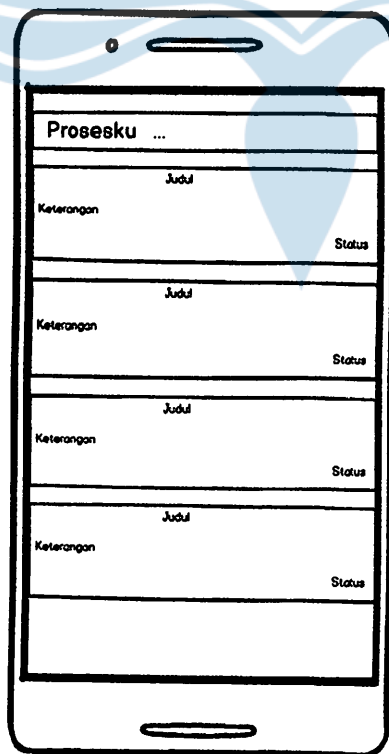 Prosesku ...
Judul
Keterangan
Status
Judul
Keterangan
Status
Judul
Keterangan
Status
Judul
Keterangan
Status